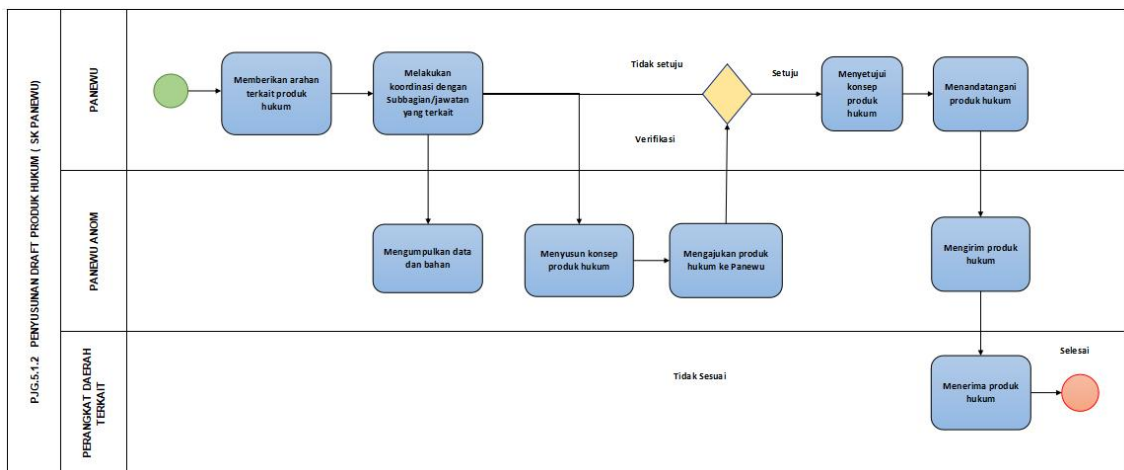 PJG.5.1.2 PENYUSUNAN DRAFT PRODUK HUKUM ( SK PANEWU)
PANEWU
Memberikan arahan
terkait produk
hukum
Melakukan
koordinasi dengan
Subbagian/jawatan
yang terkait
Tidak setuju
Setuju
Verifikasi
Menyetujui
konsep
produk
hukum
Menandatangani
produk hukum
PANEWU ANOM
Mengumpulkan data
dan bahan
Menyusun konsep
produk hukum
Mengajukan produk
hukum ke Panewu
Mengirim produk
hukum
PERANGKAT DAERAH
TERKAIT
Tidak Sesuai
Menerima produk
hukum
Selesai